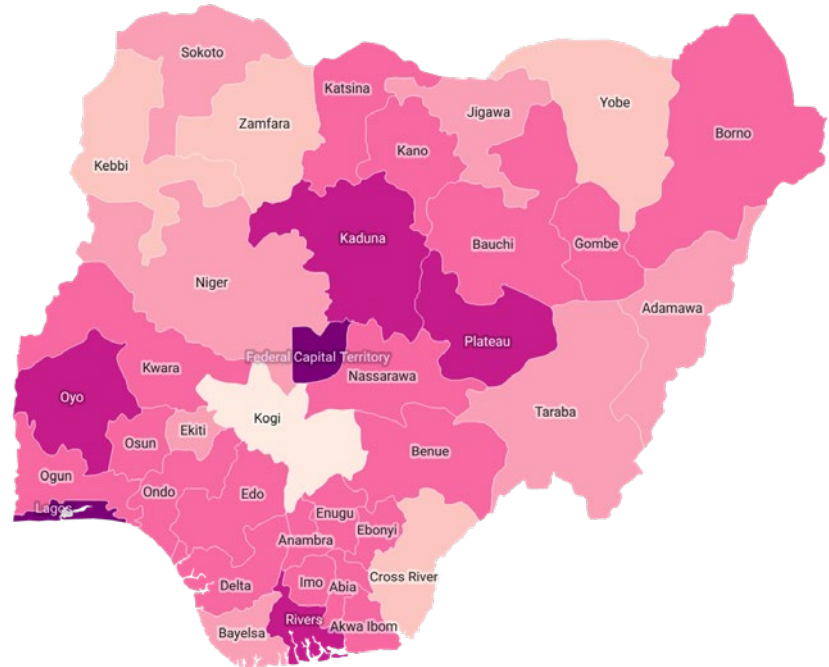 Sokoto
Katsina
Yobe
Jigawa
Zamfara
Borno
Kano
Kebbi
Kaduna
Bauchi
Gombe
Niger
Adamawa
Plateau
Federal Capital Territory
Kwara
Nassarawa
Oyo
Taraba
Kogi
Ekiti
Osun
Benue
Ogun
Ondo
Edo
Lagos
Enugu
Ebonyi
Anambra
Cross River
Imo
Abia
Delta
Rivers
Akwa Ibom
Bayelsa